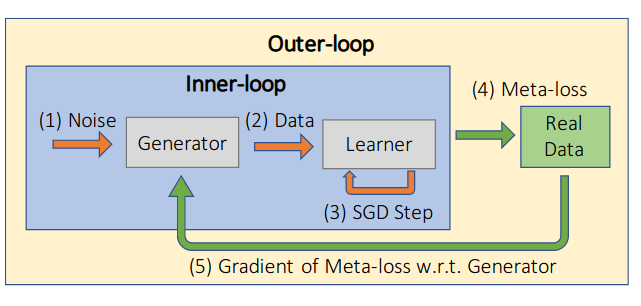 Outer-loop
Inner-loop
(4) Meta-loss
(1) Noise
(2) Data
Generator
Learner
Real
Data
(3) SGD Step
(5) Gradient of Meta-loss w.r.t. Generator